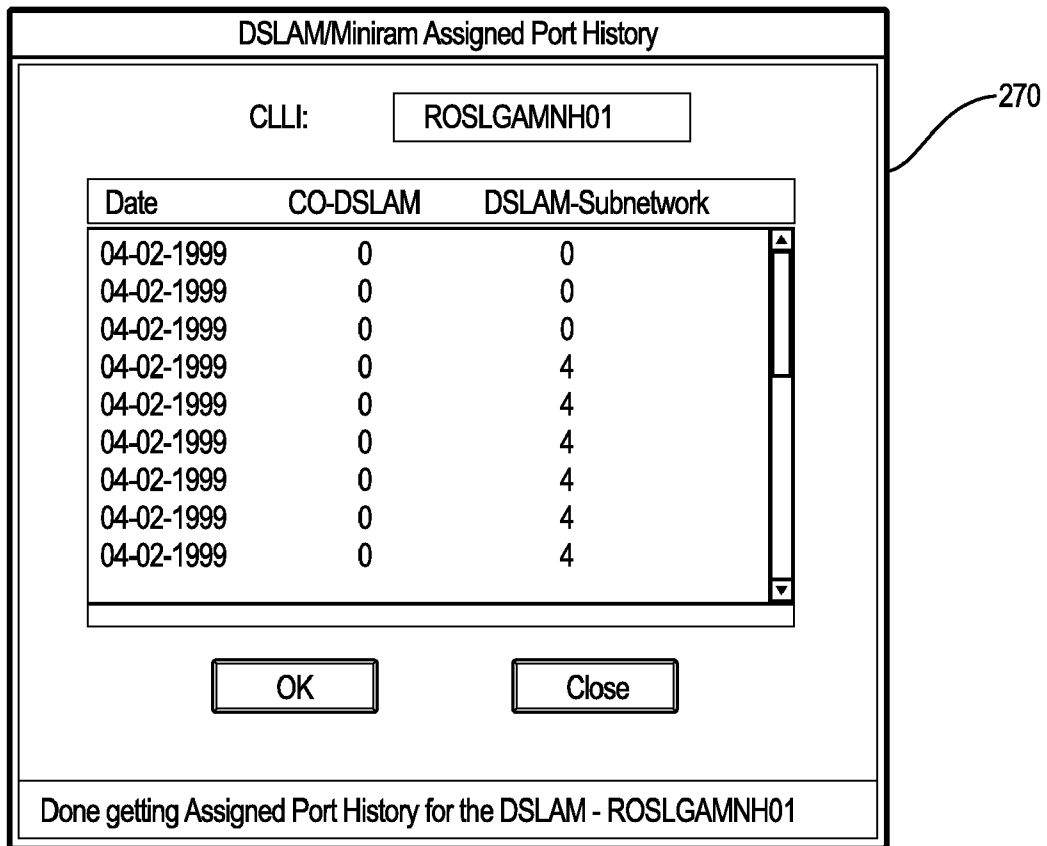 DSLAM/Miniram Assigned Port History
270
CLLI: ROSLGAMNH01
Date CO-DSLAM DSLAM-Subnetwork
04-02-1999 0 0
04-02-1999 0 0
04-02-1999 0 0
04-02-1999 0 4
04-02-1999 0 4
04-02-1999 0 4
04-02-1999 0 4
04-02-1999 0 4
04-02-1999 0 4
OK Close
Done getting Assigned Port History for the DSLAM - ROSLGAMNH01